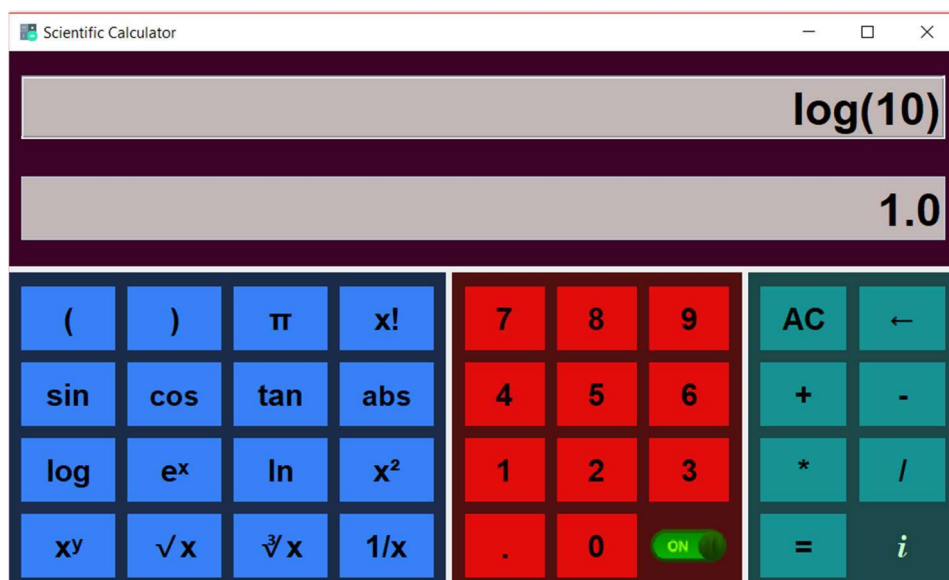 Scientific Calculator
log(10)
1.0
( ) π x! 7 8 9 AC ←
sin cos tan abs 4 5 6 + -
log eˣ ln x² 1 2 3 * /
xʸ √x ∛x 1/x . 0 ON = i